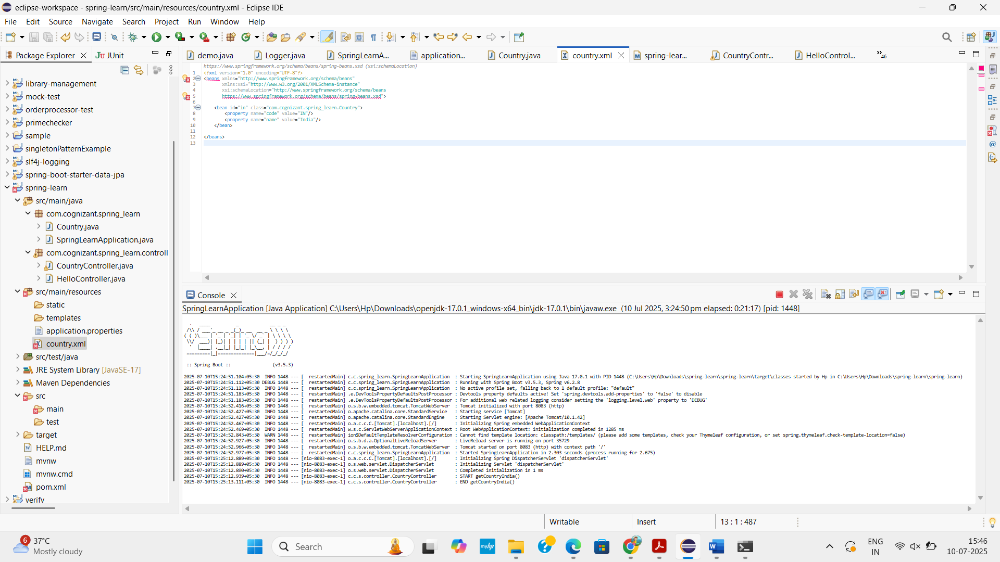 eclipse-workspace - spring-learn/src/main/resources/country.xml - Eclipse IDE
File Edit Source Navigate Search Project Run Window Help
Package Explorer
JUnit
library-management
mock-test
orderprocessor-test
primechecker
sample
singletonPatternExample
slf4j-logging
spring-boot-starter-data-jpa
spring-learn
src/main/java
com.cognizant.spring_learn
Country.java
SpringLearnApplication.java
com.cognizant.spring_learn.controll
CountryController.java
HelloController.java
src/main/resources
static
templates
application.properties
country.xml
src/test/java
JRE System Library [JavaSE-17]
Maven Dependencies
src
main
test
target
HELP.md
mvnw
mvnw.cmd
pom.xml
verify
demo.java
Logger.java
SpringLearnA...
application...
Country.java
country.xml
spring-lear...
CountryContr...
HelloControl...
»46
https://www.springframework.org/schema/beans/spring-beans.xsd (xsi:schemaLocation)
1 <?xml version="1.0" encoding="UTF-8"?>
2 <beans xmlns="http://www.springframework.org/schema/beans"
3 xmlns:xsi="http://www.w3.org/2001/XMLSchema-instance"
4 xsi:schemaLocation="http://www.springframework.org/schema/beans
5 https://www.springframework.org/schema/beans/spring-beans.xsd">
6
7 <bean id="in" class="com.cognizant.spring_learn.Country">
8 <property name="code" value="IN"/>
9 <property name="name" value="India"/>
10 </bean>
11
12 </beans>
13
Console
SpringLearnApplication [Java Application] C:\Users\Hp\Downloads\openjdk-17.0.1_windows-x64_bin\jdk-17.0.1\bin\javaw.exe (10 Jul 2025, 3:24:50 pm elapsed: 0:21:17) [pid: 1448]
Spring
:: Spring Boot :: (v3.5.3)
2025-07-10T15:24:51.104+05:30 INFO 1448 --- [ restartedMain] c.c.spring_learn.SpringLearnApplication : Starting SpringLearnApplication using Java 17.0.1 with PID 1448 (C:\Users\Hp\Downloads\spring-learn\spring-learn\target\classes started by Hp in C:\Users\Hp\Downloads\spring-learn\spring-learn)
2025-07-10T15:24:51.112+05:30 DEBUG 1448 --- [ restartedMain] c.c.spring_learn.SpringLearnApplication : Running with Spring Boot v3.5.3, Spring v6.2.8
2025-07-10T15:24:51.113+05:30 INFO 1448 --- [ restartedMain] c.c.spring_learn.SpringLearnApplication : No active profile set, falling back to 1 default profile: "default"
2025-07-10T15:24:51.183+05:30 INFO 1448 --- [ restartedMain] .e.DevToolsPropertyDefaultsPostProcessor : Devtools property defaults active! Set 'spring.devtools.add-properties' to 'false' to disable
2025-07-10T15:24:51.183+05:30 INFO 1448 --- [ restartedMain] .e.DevToolsPropertyDefaultsPostProcessor : For additional web related logging consider setting the 'logging.level.web' property to 'DEBUG'
2025-07-10T15:24:52.416+05:30 INFO 1448 --- [ restartedMain] o.s.b.w.embedded.tomcat.TomcatWebServer : Tomcat initialized with port 8083 (http)
2025-07-10T15:24:52.427+05:30 INFO 1448 --- [ restartedMain] o.apache.catalina.core.StandardService : Starting service [Tomcat]
2025-07-10T15:24:52.427+05:30 INFO 1448 --- [ restartedMain] o.apache.catalina.core.StandardEngine : Starting Servlet engine: [Apache Tomcat/10.1.42]
2025-07-10T15:24:52.467+05:30 INFO 1448 --- [ restartedMain] o.a.c.c.C.[Tomcat].[localhost].[/] : Initializing Spring embedded WebApplicationContext
2025-07-10T15:24:52.469+05:30 INFO 1448 --- [ restartedMain] w.s.c.ServletWebServerApplicationContext : Root WebApplicationContext: initialization completed in 1285 ms
2025-07-10T15:24:52.843+05:30 WARN 1448 --- [ restartedMain] ion$DefaultTemplateResolverConfiguration : Cannot find template location: classpath:/templates/ (please add some templates, check your Thymeleaf configuration, or set spring.thymeleaf.check-template-location=false)
2025-07-10T15:24:52.927+05:30 INFO 1448 --- [ restartedMain] o.s.b.d.a.OptionalLiveReloadServer : LiveReload server is running on port 35729
2025-07-10T15:24:52.966+05:30 INFO 1448 --- [ restartedMain] o.s.b.w.embedded.tomcat.TomcatWebServer : Tomcat started on port 8083 (http) with context path '/'
2025-07-10T15:24:52.977+05:30 INFO 1448 --- [ restartedMain] c.c.spring_learn.SpringLearnApplication : Started SpringLearnApplication in 2.303 seconds (process running for 2.675)
2025-07-10T15:25:12.889+05:30 INFO 1448 --- [nio-8083-exec-1] o.a.c.c.C.[Tomcat].[localhost].[/] : Initializing Spring DispatcherServlet 'dispatcherServlet'
2025-07-10T15:25:12.889+05:30 INFO 1448 --- [nio-8083-exec-1] o.s.web.servlet.DispatcherServlet : Initializing Servlet 'dispatcherServlet'
2025-07-10T15:25:12.890+05:30 INFO 1448 --- [nio-8083-exec-1] o.s.web.servlet.DispatcherServlet : Completed initialization in 1 ms
2025-07-10T15:25:12.939+05:30 INFO 1448 --- [nio-8083-exec-1] c.c.s.controller.CountryController : START getCountryIndia()
2025-07-10T15:25:13.111+05:30 INFO 1448 --- [nio-8083-exec-1] c.c.s.controller.CountryController : END getCountryIndia()
Writable
Insert
13 : 1 : 487
6
37°C
Mostly cloudy
Search
myhp
ENG
IN
15:46
10-07-2025